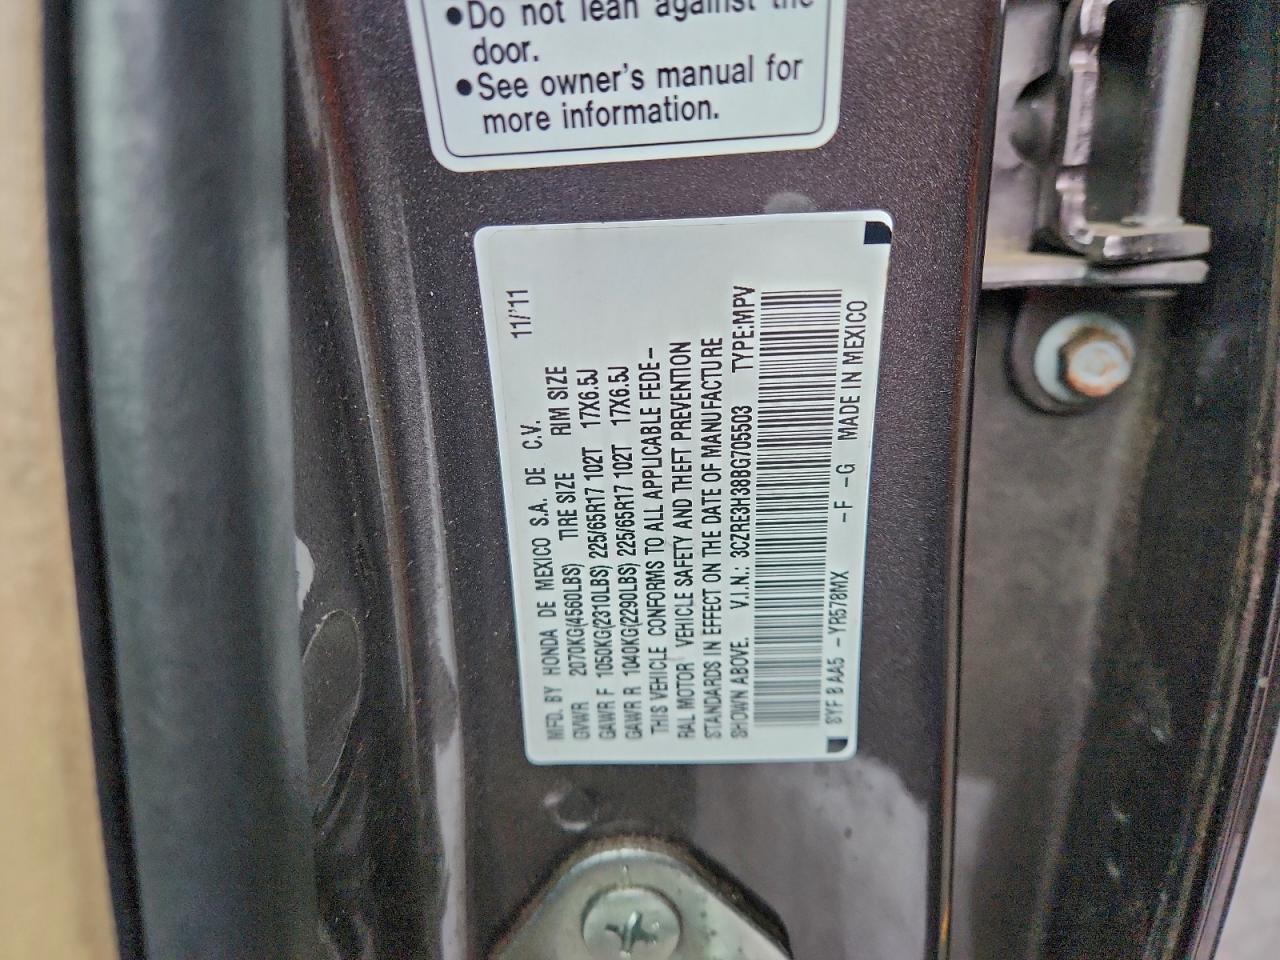 ●Do not lean against the
door.
●See owner's manual for
more information.
11/'11
MFD. BY HONDA DE MEXICO S.A. DE C.V.
GVWR 2070KG(4560LBS) TIRE SIZE RIM SIZE
GAWR F 1050KG(2310LBS) 225/65R17 102T 17X6.5J
GAWR R 1040KG(2290LBS) 225/65R17 102T 17X6.5J
THIS VEHICLE CONFORMS TO ALL APPLICABLE FEDE-
RAL MOTOR VEHICLE SAFETY AND THEFT PREVENTION
STANDARDS IN EFFECT ON THE DATE OF MANUFACTURE
SHOWN ABOVE. V.I.N.: 3CZRE3H38BG705503 TYPE:MPV
SYF B AA5 -YR578MX -F -G MADE IN MEXICO